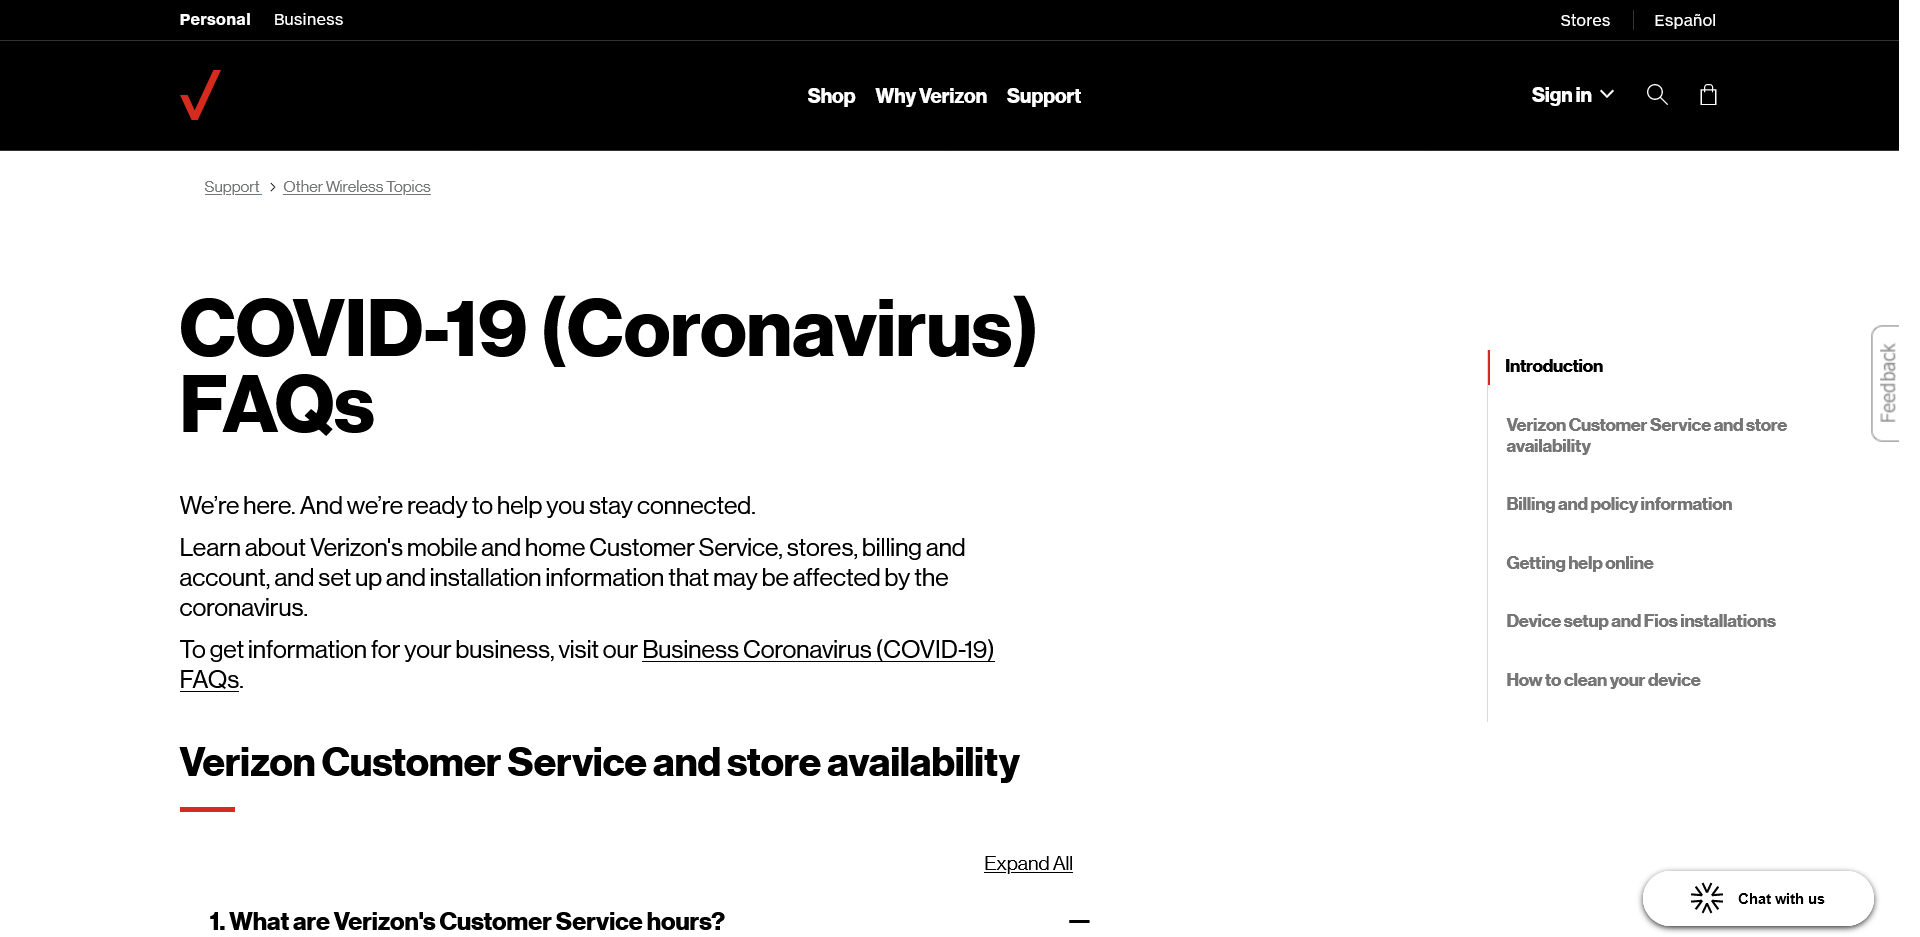 Personal Business Stores Español
Shop Why Verizon Support Sign in
Support > Other Wireless Topics
COVID-19 (Coronavirus)
FAQs
We’re here. And we’re ready to help you stay connected.
Learn about Verizon's mobile and home Customer Service, stores, billing and
account, and set up and installation information that may be affected by the
coronavirus.
To get information for your business, visit our Business Coronavirus (COVID-19)
FAQs.
Verizon Customer Service and store availability
Expand All
1. What are Verizon's Customer Service hours?
Introduction
Verizon Customer Service and store
availability
Billing and policy information
Getting help online
Device setup and Fios installations
How to clean your device
Feedback
Chat with us